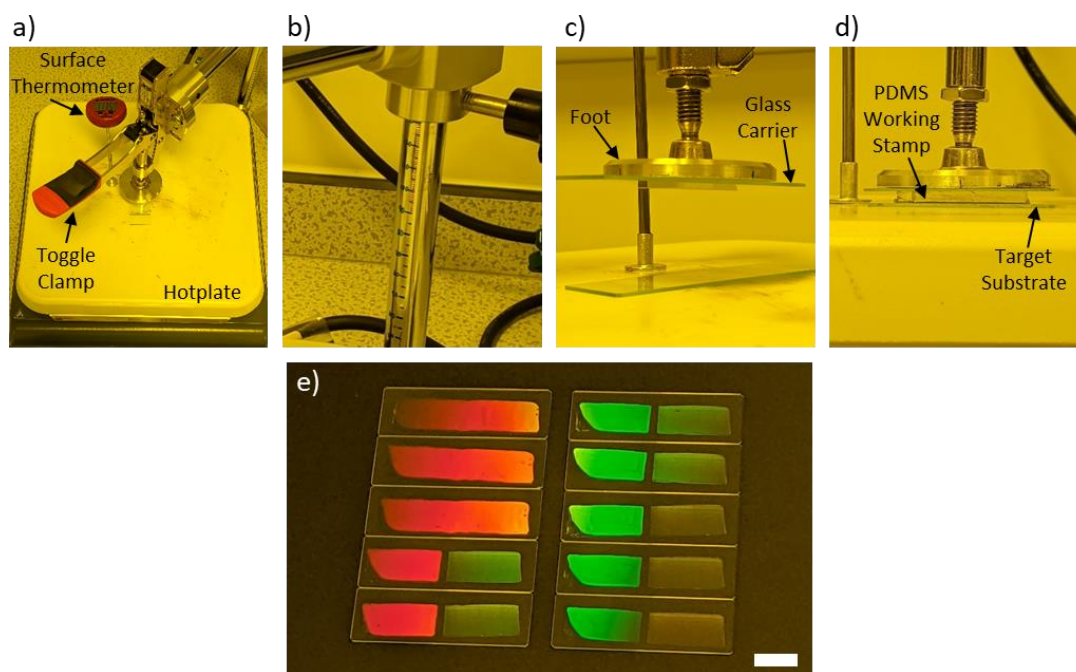 a)
b)
c)
d)
Surface
Thermometer
Toggle
Clamp
Hotplate
Foot
Glass
Carrier
PDMS
Working
Stamp
Target
Substrate
e)